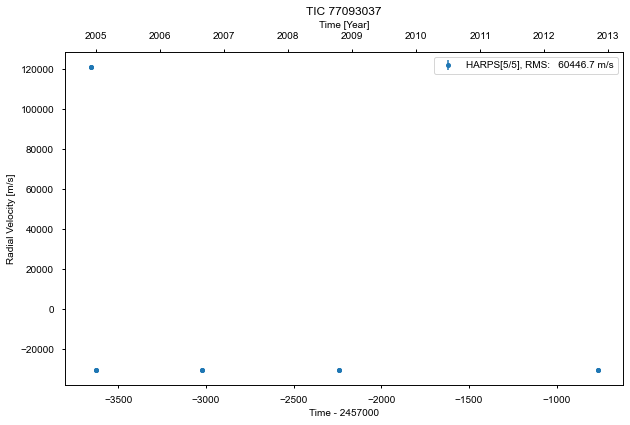 TIC 77093037
Time [Year]
2005 2006 2007 2008 2009 2010 2011 2012 2013
HARPS[5/5], RMS: 60446.7 m/s
120000
100000
80000
60000
40000
20000
0
−20000
Radial Velocity [m/s]
−3500 −3000 −2500 −2000 −1500 −1000
Time - 2457000